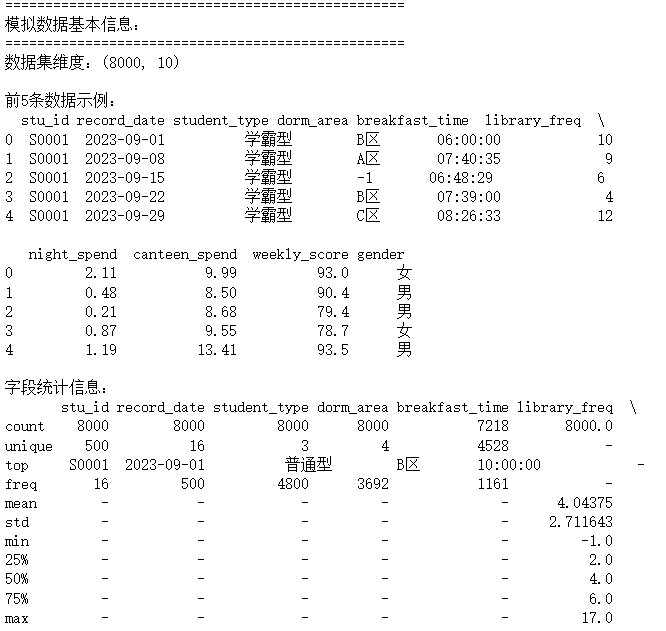 ==================================================
模拟数据基本信息：
==================================================
数据集维度：(8000, 10)
前5条数据示例：
stu_id record_date student_type dorm_area breakfast_time library_freq \
0 S0001 2023-09-01 学霸型 B区 06:00:00 10
1 S0001 2023-09-08 学霸型 A区 07:40:35 9
2 S0001 2023-09-15 学霸型 -1 06:48:29 6
3 S0001 2023-09-22 学霸型 B区 07:39:00 4
4 S0001 2023-09-29 学霸型 C区 08:26:33 12
night_spend canteen_spend weekly_score gender
0 2.11 9.99 93.0 女
1 0.48 8.50 90.4 男
2 0.21 8.68 79.4 男
3 0.87 9.55 78.7 女
4 1.19 13.41 93.5 男
字段统计信息：
stu_id record_date student_type dorm_area breakfast_time library_freq \
count 8000 8000 8000 8000 7218 8000.0
unique 500 16 3 4 4528 -
top S0001 2023-09-01 普通型 B区 10:00:00 -
freq 16 500 4800 3692 1161 -
mean - - - - - 4.04375
std - - - - - 2.711643
min - - - - - -1.0
25% - - - - - 2.0
50% - - - - - 4.0
75% - - - - - 6.0
max - - - - - 17.0